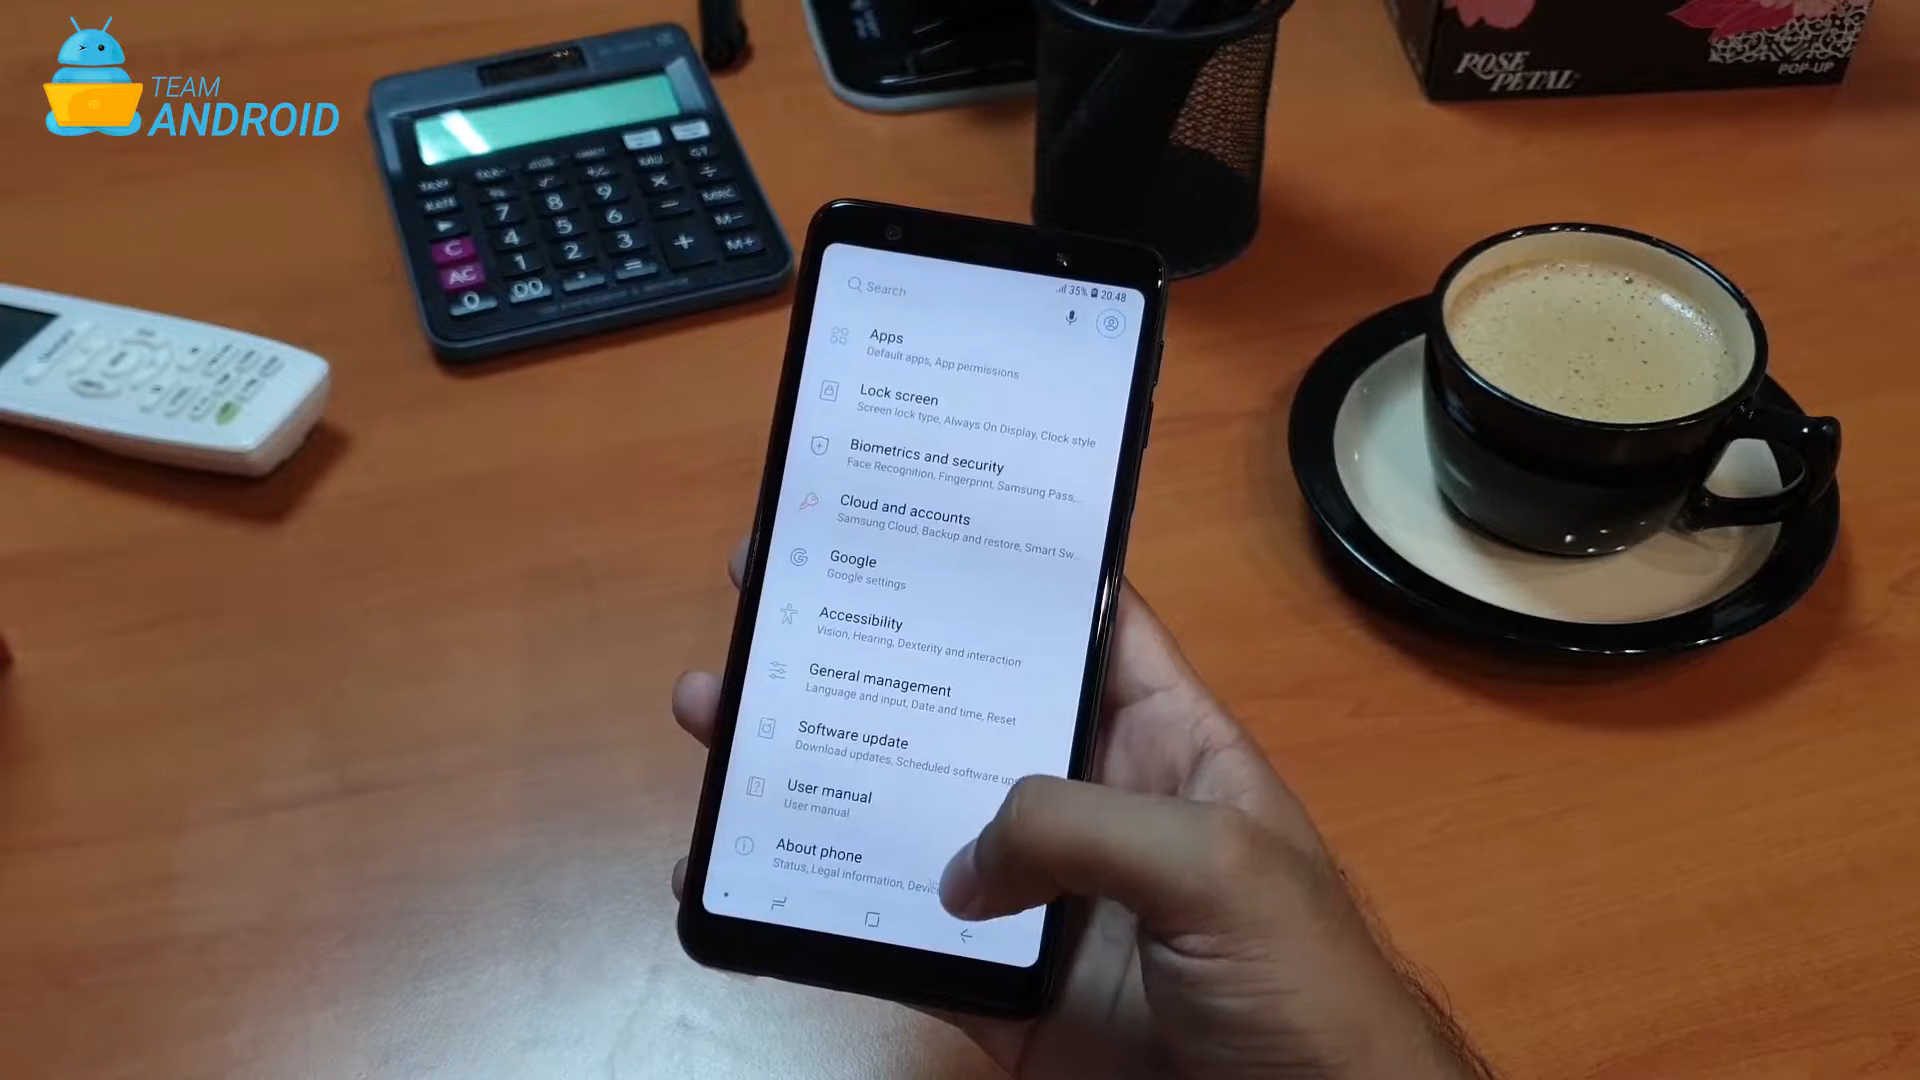 TEAM
ANDROID
ROSE
PETAL
POP-UP
GT
MRC
M-
M+
7 8 9
4 5 6
1 2 3
C
AC
0 00
35% 20:48
Search
Apps
Default apps, App permissions
Lock screen
Screen lock type, Always On Display, Clock style
Biometrics and security
Face Recognition, Fingerprint, Samsung Pass,...
Cloud and accounts
Samsung Cloud, Backup and restore, Smart Sw...
Google
Google settings
Accessibility
Vision, Hearing, Dexterity and interaction
General management
Language and input, Date and time, Reset
Software update
Download updates, Scheduled software up
User manual
User manual
About phone
Status, Legal information, Devic